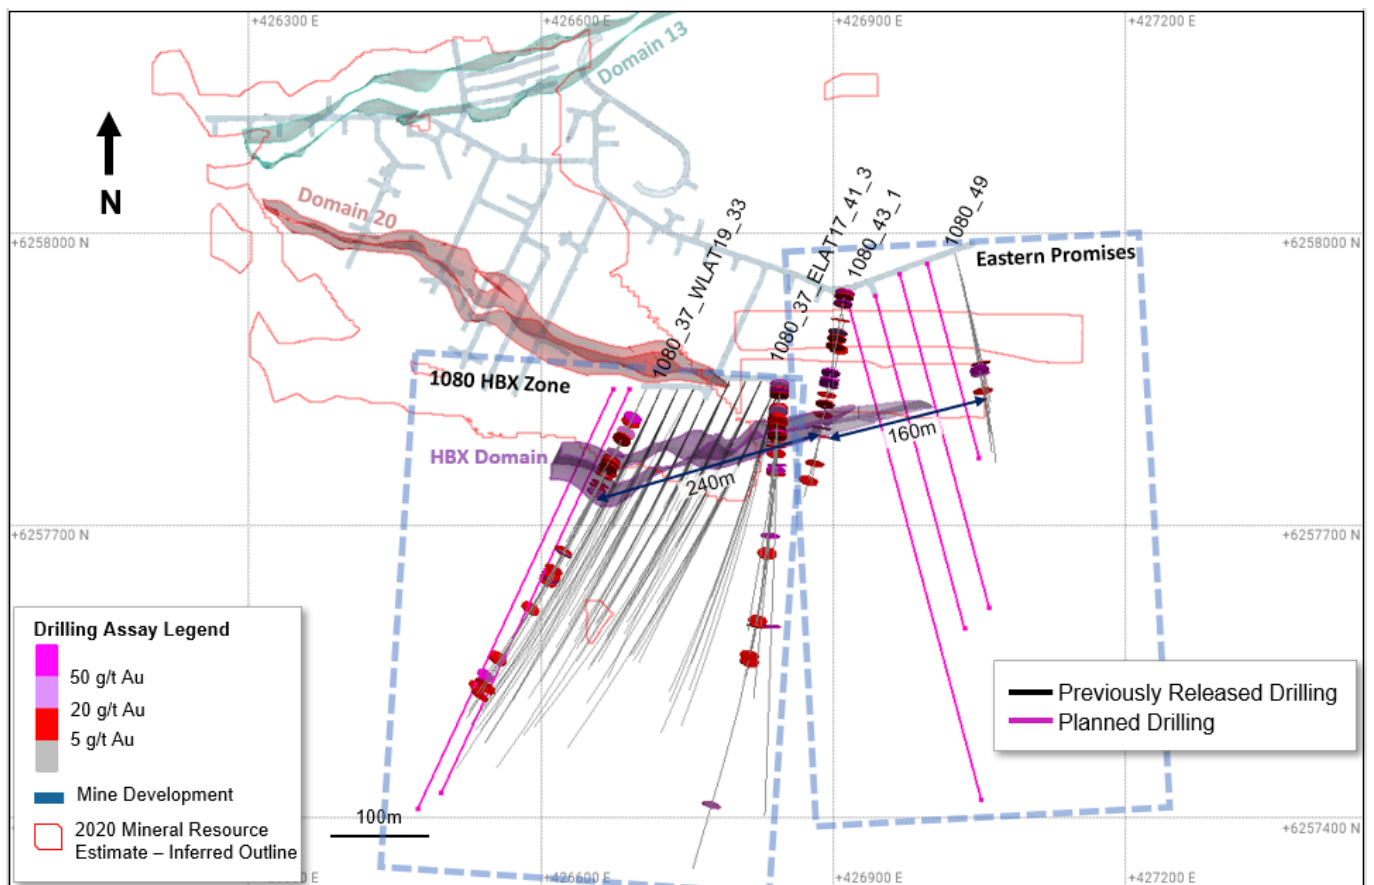 +426300 E
+426600 E
+426900 E
+427200 E
Domain 13
N
Domain 20
1080_37_WLAT19_33
1080_37_ELAT17_41_3
1080_43_1
1080_49
+6258000 N
+6258000 N
Eastern Promises
1080 HBX Zone
HBX Domain
160m
240m
+6257700 N
+6257700 N
Drilling Assay Legend
50 g/t Au
20 g/t Au
5 g/t Au
Mine Development
2020 Mineral Resource
Estimate – Inferred Outline
100m
Previously Released Drilling
Planned Drilling
+6257400 N
E
+426600 E
+426900 E
+427200 E